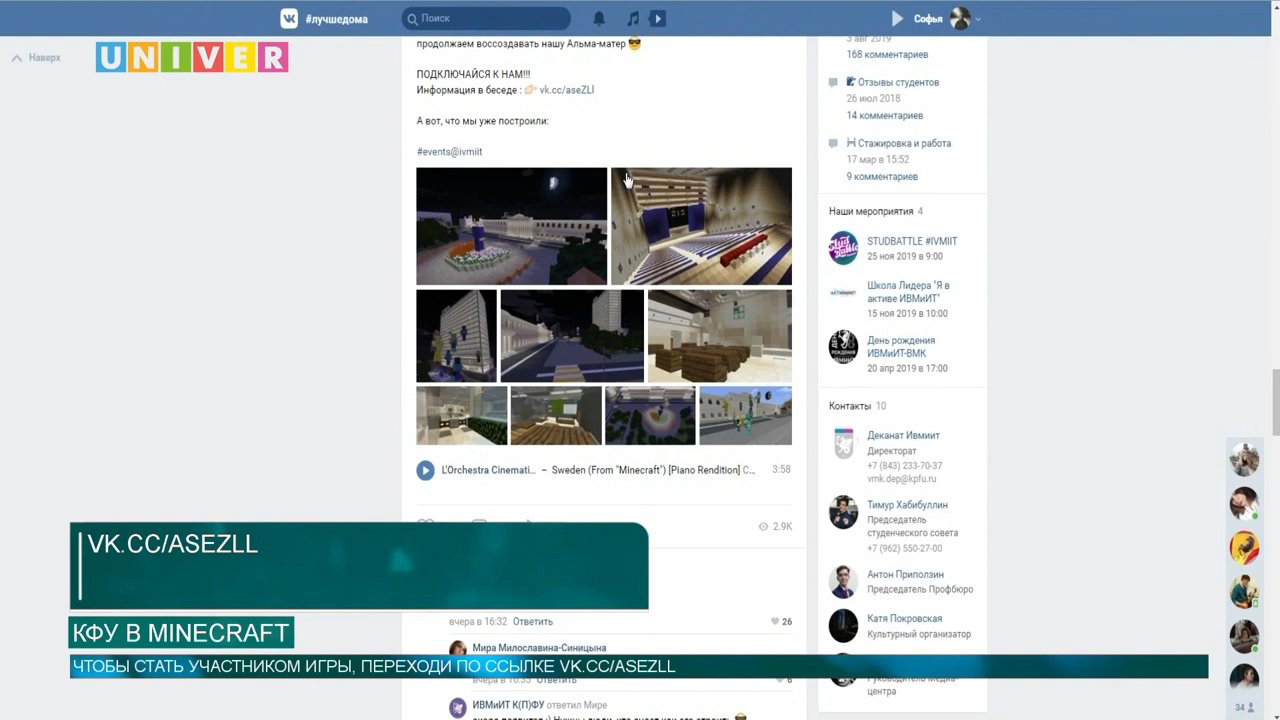 #лучшедома
Поиск
Софья
Наверх
UNIVER
продолжаем воссоздавать нашу Альма-матер
ПОДКЛЮЧАЙСЯ К НАМ!!!
Информация в беседе : vk.cc/aseZLl
А вот, что мы уже построили:
#events@ivmiit
L'Orchestra Cinemati... – Sweden (From "Minecraft") [Piano Rendition] C... 3:58
2.9K
вчера в 16:32 Ответить
26
Мира Милославина-Синицына
вчера в 16:33 Ответить
6
ИВМиИТ К(П)ФУ ответил Мире
3 авг 2019
168 комментариев
Отзывы студентов
26 июл 2018
14 комментариев
Стажировка и работа
17 мар в 15:52
9 комментариев
Наши мероприятия 4
STUDBATTLE #IVMIIT
25 ноя 2019 в 9:00
Школа Лидера "Я в
активе ИВМиИТ"
15 ноя 2019 в 10:00
День рождения
ИВМиИТ-ВМК
20 апр 2019 в 17:00
Контакты 10
Деканат Ивмиит
Директорат
+7 (843) 233-70-37
vmk.dep@kpfu.ru
Тимур Хабибуллин
Председатель
студенческого совета
+7 (962) 550-27-00
Антон Приползин
Председатель Профбюро
Катя Покровская
Культурный организатор
центра
34
VK.CC/ASEZLL
КФУ В MINECRAFT
ЧТОБЫ СТАТЬ УЧАСТНИКОМ ИГРЫ, ПЕРЕХОДИ ПО ССЫЛКЕ VK.CC/ASEZLL